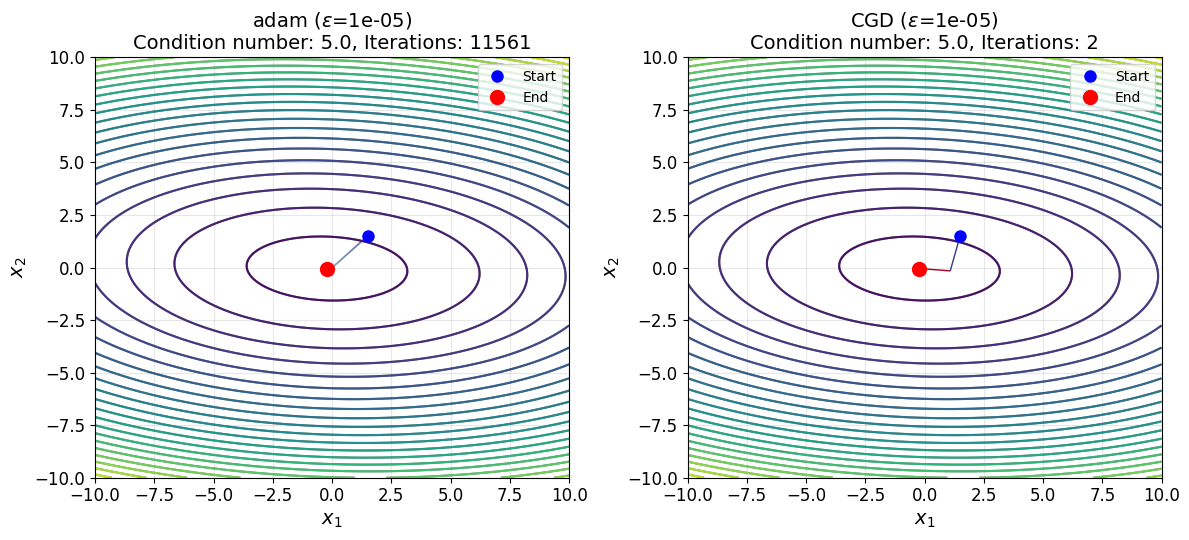 adam (ε=1e-05)
Condition number: 5.0, Iterations: 11561
Start
End
10.0
7.5
5.0
2.5
0.0
−2.5
−5.0
−7.5
−10.0
x₂
−10.0 −7.5 −5.0 −2.5 0.0 2.5 5.0 7.5 10.0
x₁
CGD (ε=1e-05)
Condition number: 5.0, Iterations: 2
Start
End
10.0
7.5
5.0
2.5
0.0
−2.5
−5.0
−7.5
−10.0
x₂
−10.0 −7.5 −5.0 −2.5 0.0 2.5 5.0 7.5 10.0
x₁